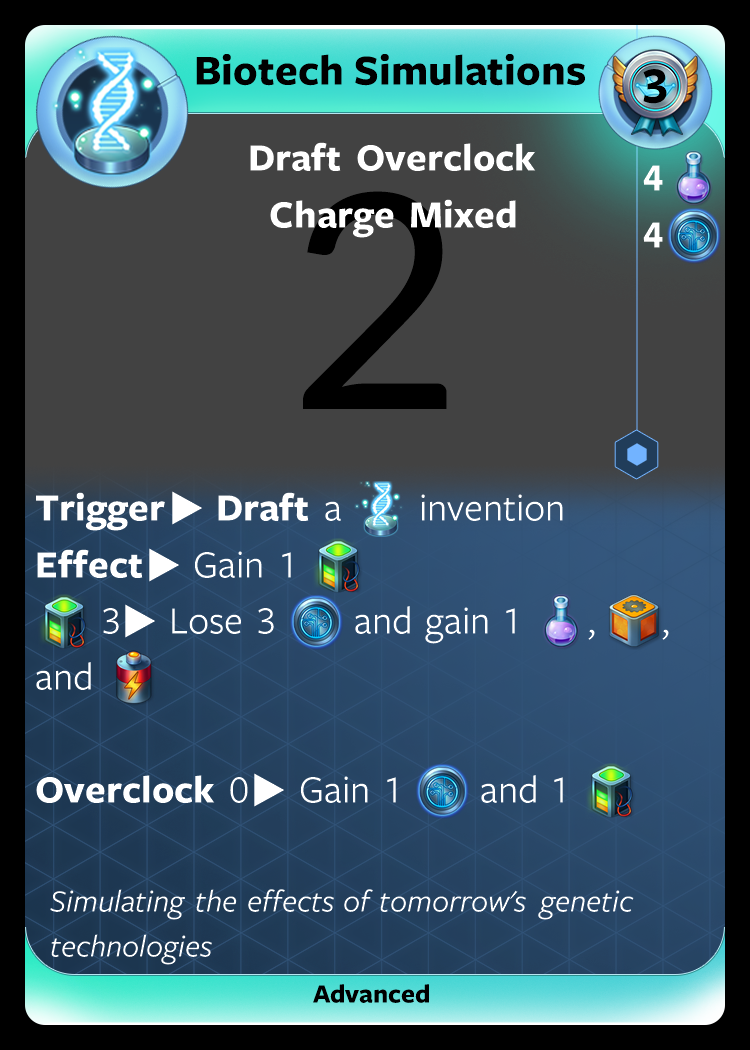 Biotech Simulations
3
Draft Overclock
4
Charge Mixed
4
2
Trigger▶ Draft a invention
Effect▶ Gain 1
3▶ Lose 3 and gain 1 , ,
and
Overclock 0▶ Gain 1 and 1
Simulating the effects of tomorrow's genetic
technologies
Advanced